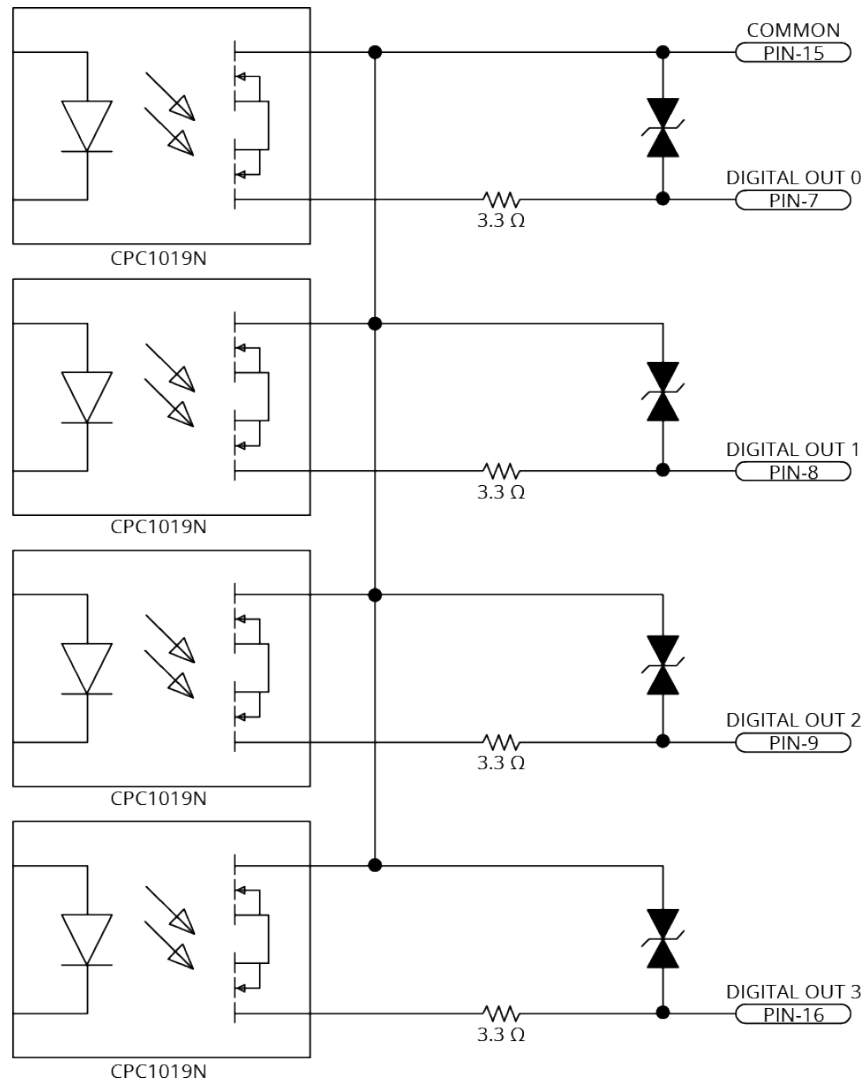 COMMON
PIN-15
DIGITAL OUT 0
PIN-7
3.3 Ω
CPC1019N
DIGITAL OUT 1
PIN-8
3.3 Ω
CPC1019N
DIGITAL OUT 2
PIN-9
3.3 Ω
CPC1019N
DIGITAL OUT 3
PIN-16
3.3 Ω
CPC1019N